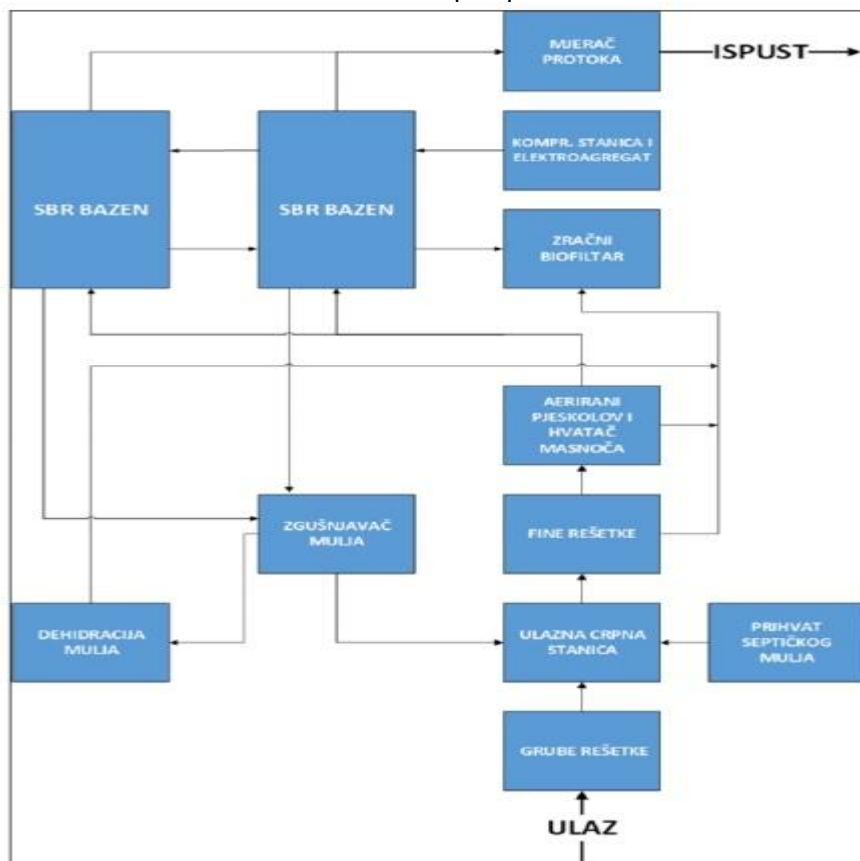 MJERAČ
PROTOKA
ISPUST
SBR BAZEN
SBR BAZEN
KOMPR. STANICA I
ELEKTROAGREGAT
ZRAČNI
BIOFILTAR
AERIRANI
PJESKOLOV I
HVATAČ
MASNOČA
ZGUŠNJAVAČ
MULJA
FINE REŠETKE
DEHIDRACIJA
MULJA
ULAZNA CRPNA
STANICA
PRIHVAT
SEPTIČKOG
MULJA
GRUBE REŠETKE
ULAZ